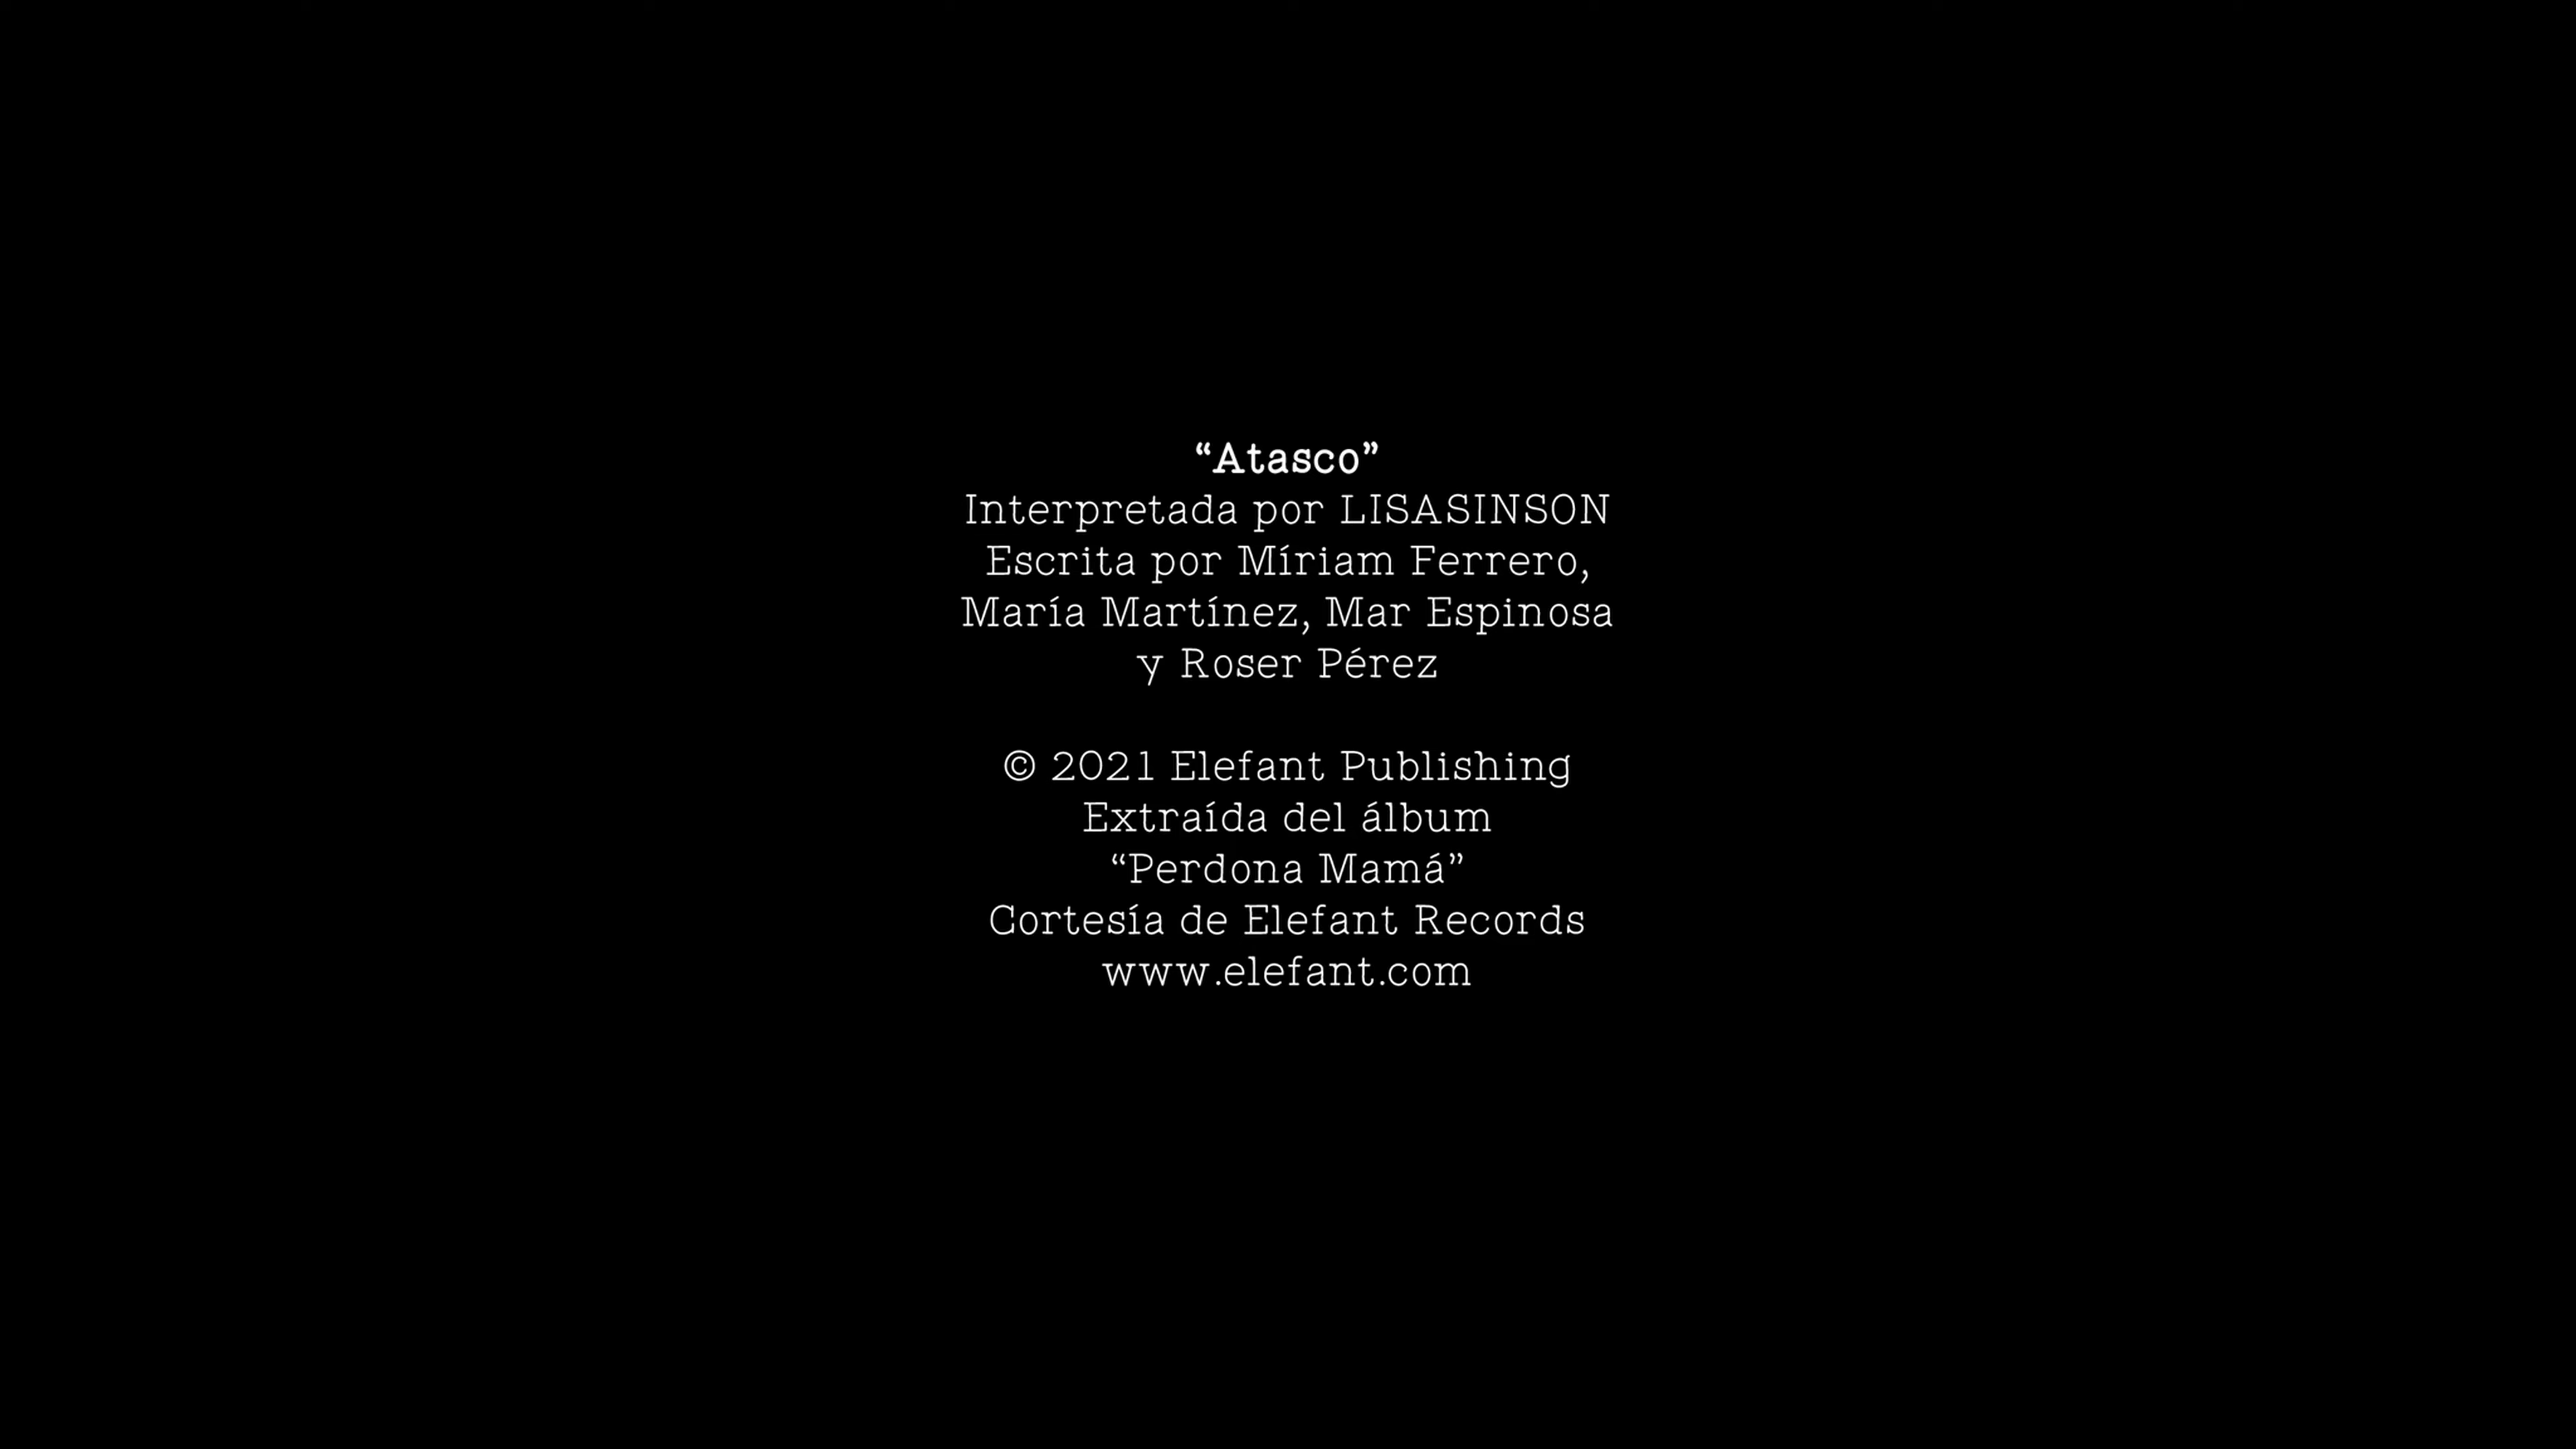 “Atasco”
Interpretada por LISASINSON
Escrita por Míriam Ferrero,
María Martínez, Mar Espinosa
y Roser Pérez
© 2021 Elefant Publishing
Extraída del álbum
“Perdona Mamá”
Cortesía de Elefant Records
www.elefant.com